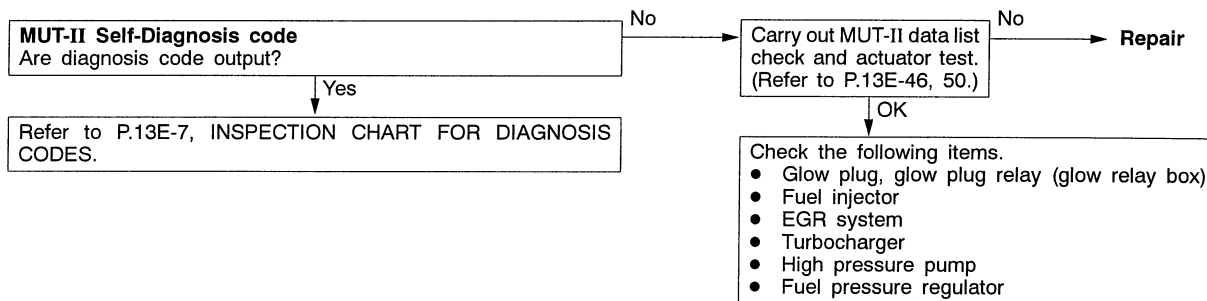 MUT-II Self-Diagnosis code
Are diagnosis code output?
No
Carry out MUT-II data list
check and actuator test.
(Refer to P.13E-46, 50.)
No
Repair
Yes
OK
Refer to P.13E-7, INSPECTION CHART FOR DIAGNOSIS
CODES.
Check the following items.
● Glow plug, glow plug relay (glow relay box)
● Fuel injector
● EGR system
● Turbocharger
● High pressure pump
● Fuel pressure regulator